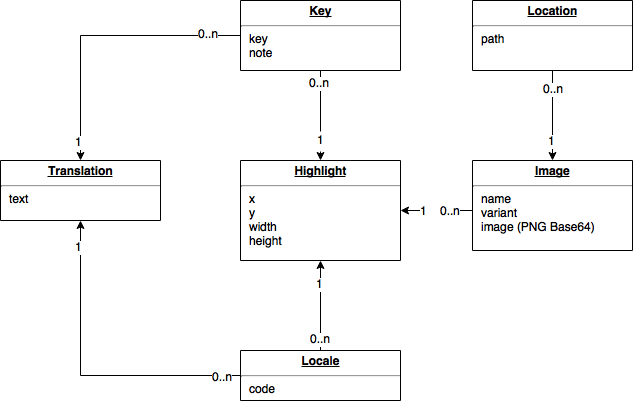 Key
key
note
Location
path
0..n
0..n
0..n
1
1
1
Translation
text
Highlight
x
y
width
height
Image
name
variant
image (PNG Base64)
1
0..n
1
1
0..n
0..n
Locale
code